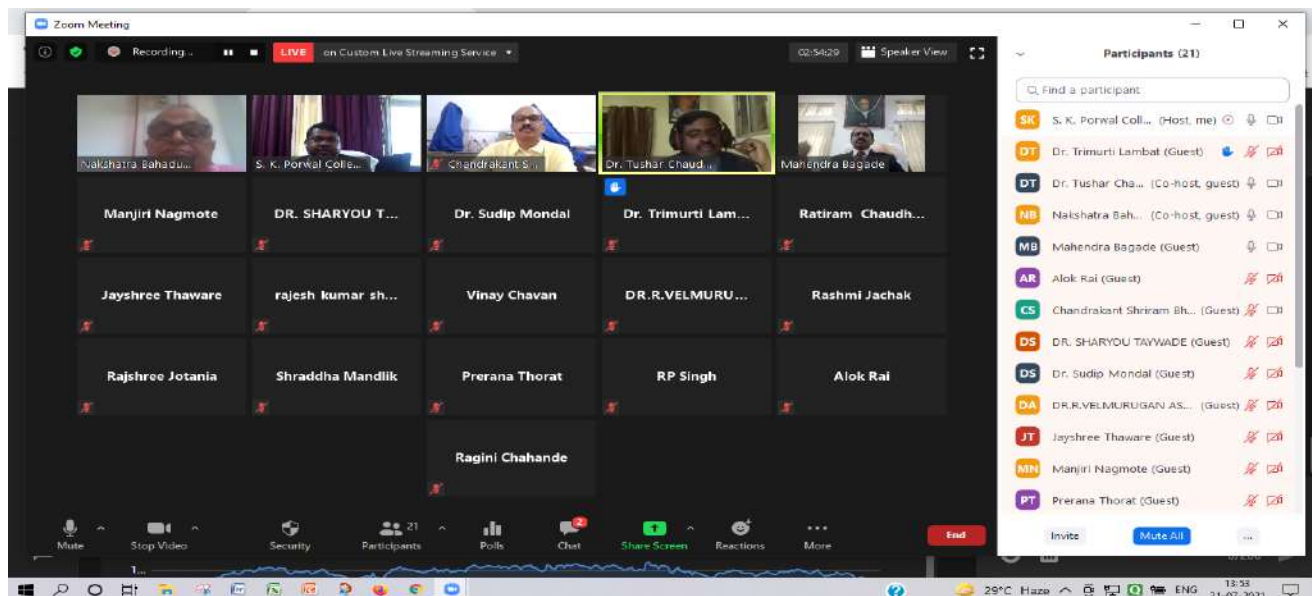 Zoom Meeting
Recording... LIVE on Custom Live Streaming Service 02:54:29 Speaker View
Nakshatra Bahadu... S. K. Porwal Colle... Chandrakant S... Dr. Tushar Chaud... Mahendra Bagade
Manjiri Nagmote DR. SHARYOU T... Dr. Sudip Mondal Dr. Trimurti Lam... Ratiram Chaudh...
Jayshree Thaware rajesh kumar sh... Vinay Chavan DR.R.VELMURU... Rashmi Jachak
Rajshree Jotania Shraddha Mandlik Prerana Thorat RP Singh Alok Rai
Ragini Chahande
Mute Stop Video Security Participants 21 Polls Chat 2 Share Screen Reactions More End
Participants (21)
Find a participant
SK S. K. Porwal Coll... (Host, me)
DT Dr. Trimurti Lambat (Guest)
DT Dr. Tushar Cha... (Co-host, guest)
NB Nakshatra Bah... (Co-host, guest)
MB Mahendra Bagade (Guest)
AR Alok Rai (Guest)
CS Chandrakant Shriram Bh... (Guest)
DS DR. SHARYOU TAYWADE (Guest)
DS Dr. Sudip Mondal (Guest)
DA DR.R.VELMURUGAN AS... (Guest)
JT Jayshree Thaware (Guest)
MN Manjiri Nagmote (Guest)
PT Prerana Thorat (Guest)
Invite Mute All ...
1...
29°C Haze ENG 13:53
21-07-2021